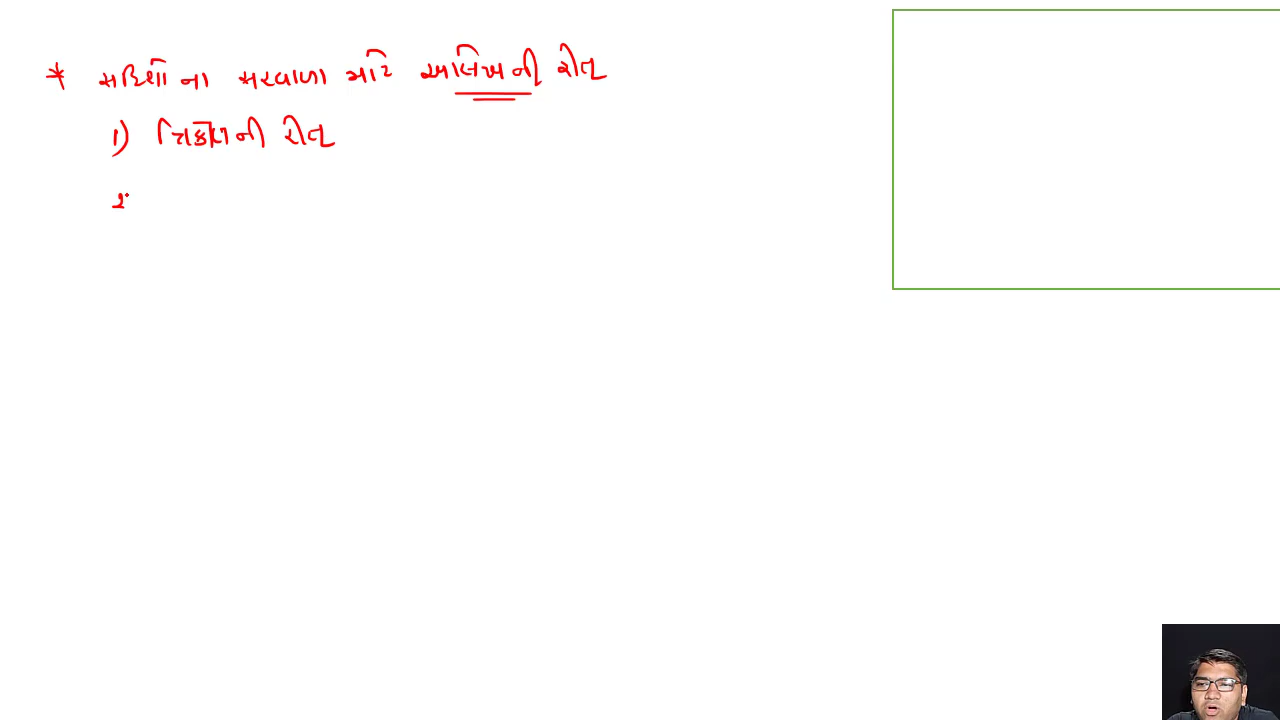 * સદિશોના સરવાળા માટે આલેખની રીત
1) ત્રિકોણની રીત
2